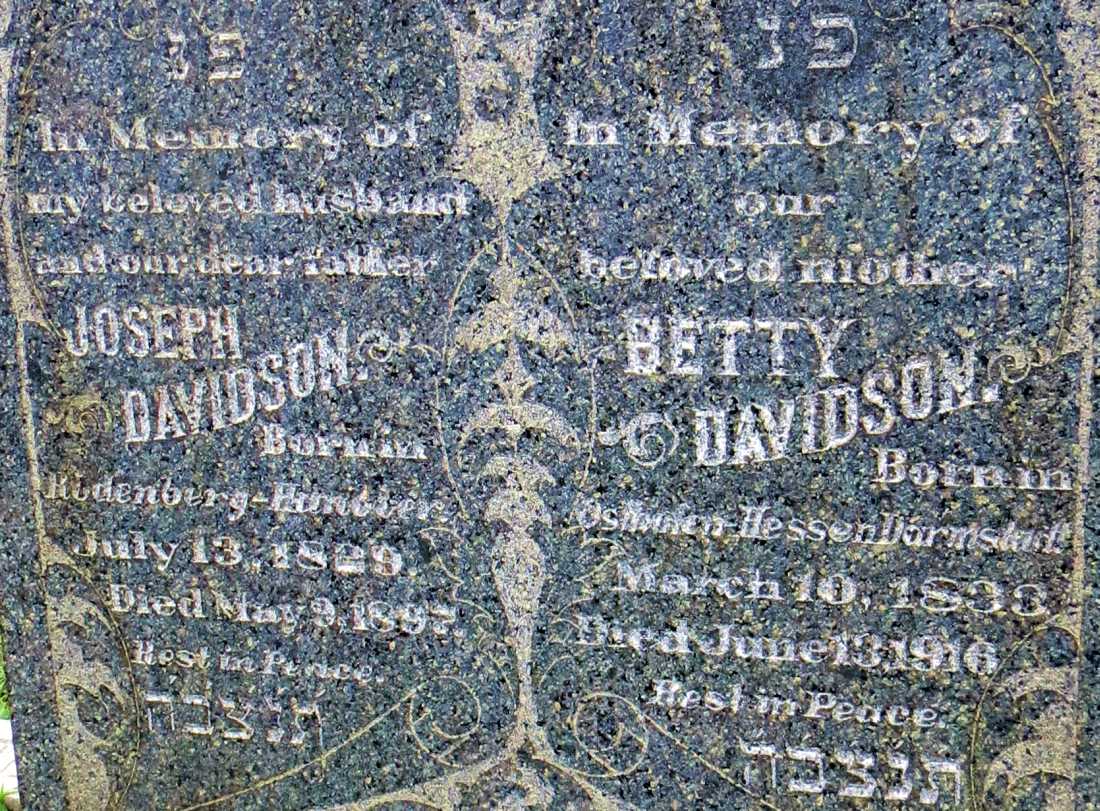 פ נ
In Memory of
my beloved husband
and our dear father
JOSEPH
DAVIDSON.
Born in
Rodenberg-Hannover
July 13, 1829.
Died May 9, 1897.
Rest in Peace.
תנצבה
פ נ
In Memory of
our
beloved mother
BETTY
DAVIDSON.
Born in
Hessen Darmstadt
March 10, 1833
Died June 13, 1916
Rest in Peace.
תנצבה